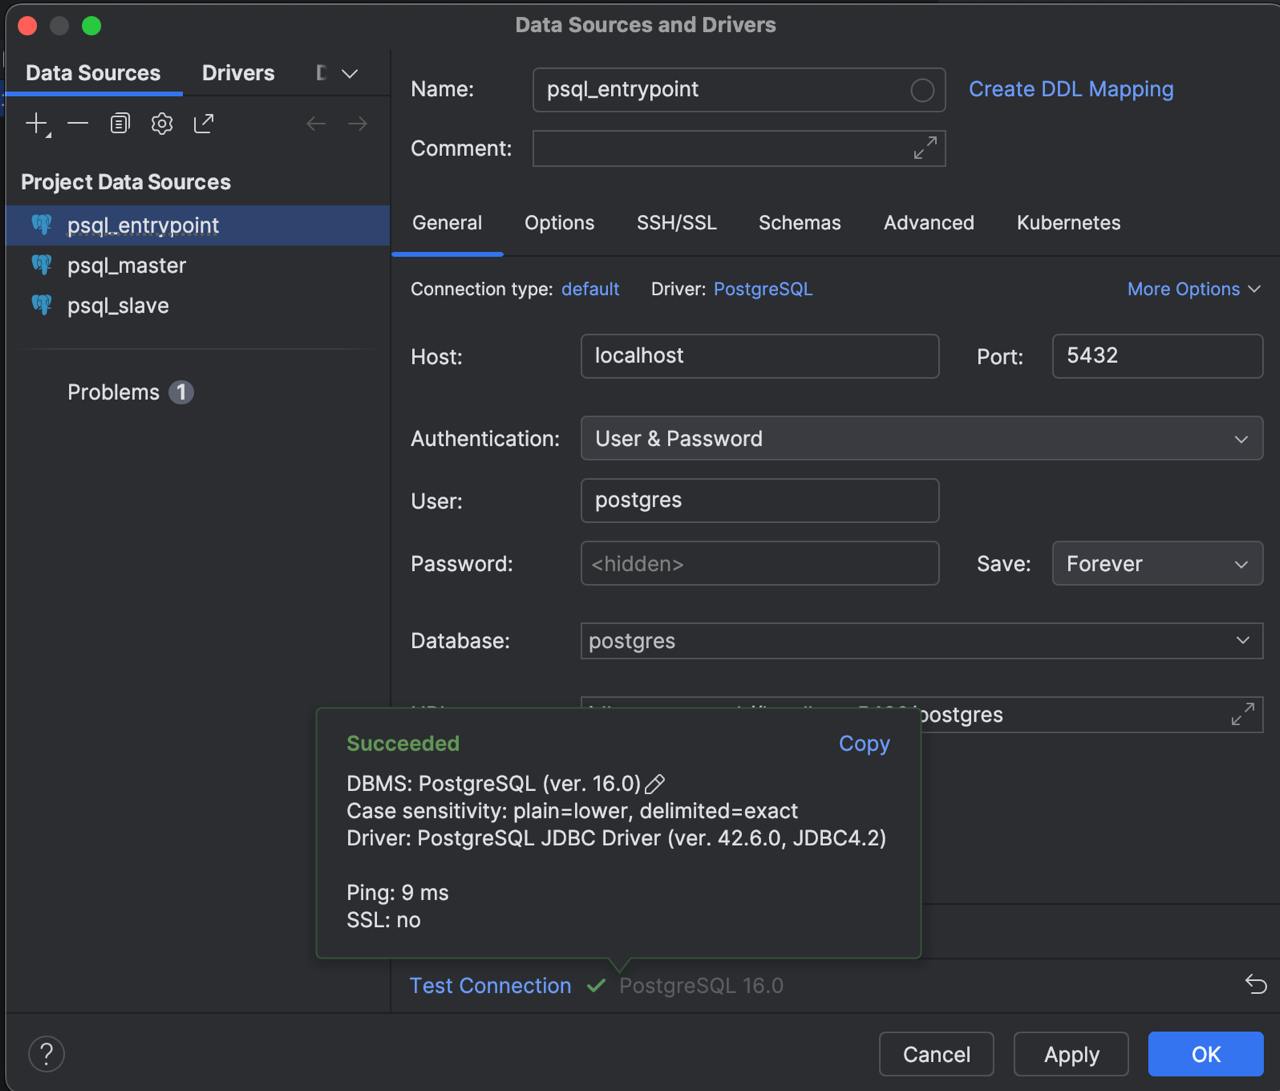 Data Sources and Drivers
Data Sources
Drivers
Project Data Sources
psql_entrypoint
psql_master
psql_slave
Problems 1
Name: psql_entrypoint
Create DDL Mapping
Comment:
General
Options
SSH/SSL
Schemas
Advanced
Kubernetes
Connection type: default
Driver: PostgreSQL
More Options
Host: localhost
Port: 5432
Authentication: User & Password
User: postgres
Password: <hidden>
Save: Forever
Database: postgres
postgres
Succeeded
Copy
DBMS: PostgreSQL (ver. 16.0)
Case sensitivity: plain=lower, delimited=exact
Driver: PostgreSQL JDBC Driver (ver. 42.6.0, JDBC4.2)
Ping: 9 ms
SSL: no
Test Connection
PostgreSQL 16.0
?
Cancel
Apply
OK